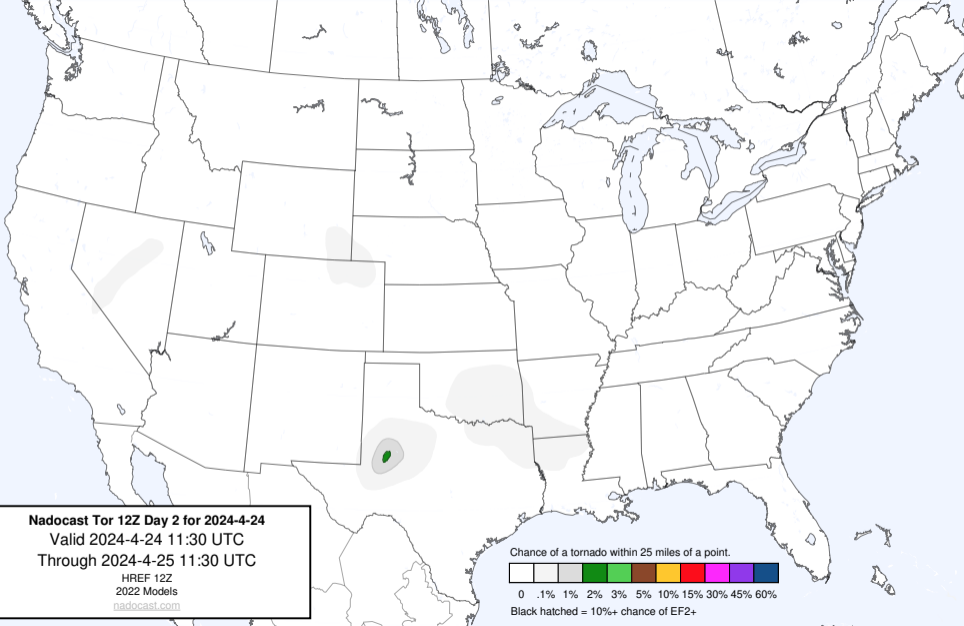 Nadocast Tor 12Z Day 2 for 2024-4-24
Valid 2024-4-24 11:30 UTC
Through 2024-4-25 11:30 UTC
HREF 12Z
2022 Models
nadocast.com
Chance of a tornado within 25 miles of a point.
0 .1% 1% 2% 3% 5% 10% 15% 30% 45% 60%
Black hatched = 10%+ chance of EF2+